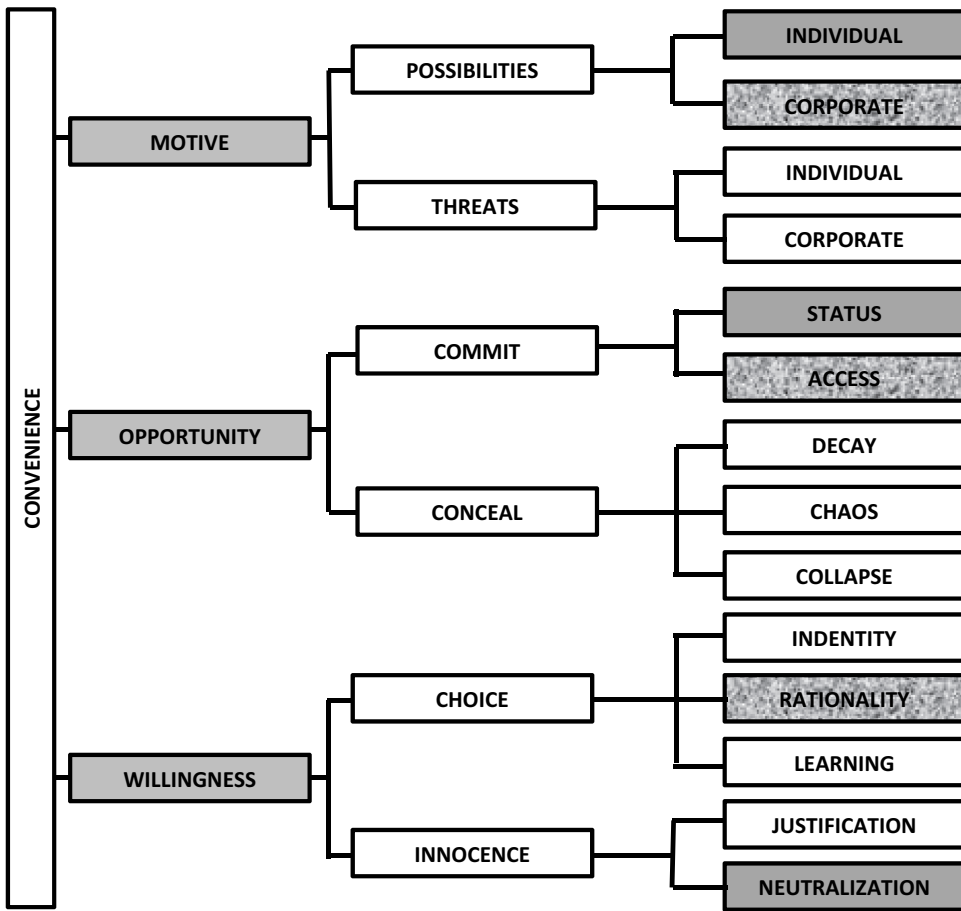 CONVENIENCE
MOTIVE
POSSIBILITIES
INDIVIDUAL
CORPORATE
THREATS
INDIVIDUAL
CORPORATE
OPPORTUNITY
COMMIT
STATUS
ACCESS
CONCEAL
DECAY
CHAOS
COLLAPSE
WILLINGNESS
CHOICE
INDENTITY
RATIONALITY
LEARNING
INNOCENCE
JUSTIFICATION
NEUTRALIZATION